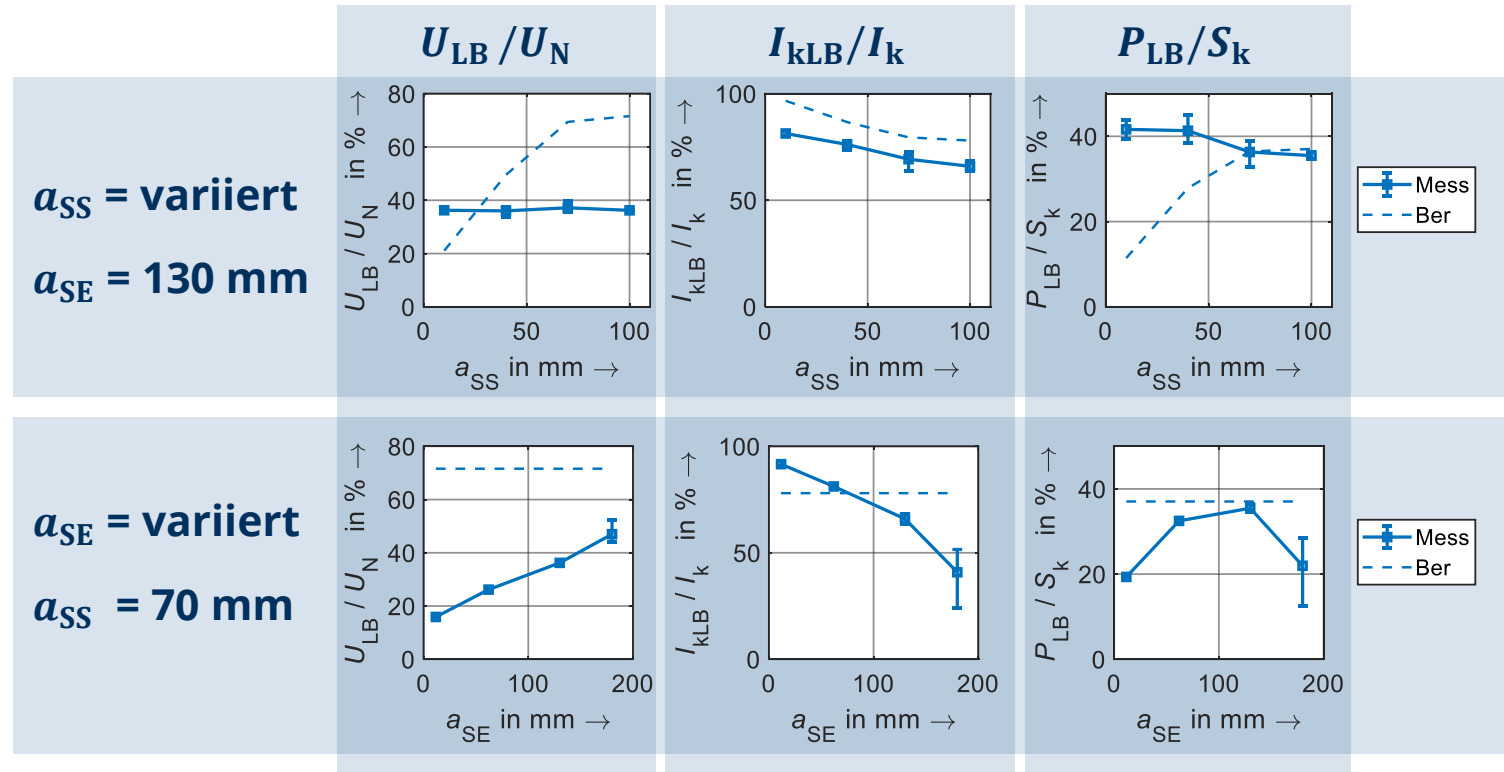 U_LB / U_N
I_kLB / I_k
P_LB / S_k
a_SS = variiert
a_SE = 130 mm
U_LB / U_N in % →
80
60
40
20
0
0 50 100
a_SS in mm →
I_kLB / I_k in % →
100
50
0
0 50 100
a_SS in mm →
P_LB / S_k in % →
40
20
0
0 50 100
a_SS in mm →
Mess
Ber
a_SE = variiert
a_SS = 70 mm
U_LB / U_N in % →
80
60
40
20
0
0 100 200
a_SE in mm →
I_kLB / I_k in % →
100
50
0
0 100 200
a_SE in mm →
P_LB / S_k in % →
40
20
0
0 100 200
a_SE in mm →
Mess
Ber